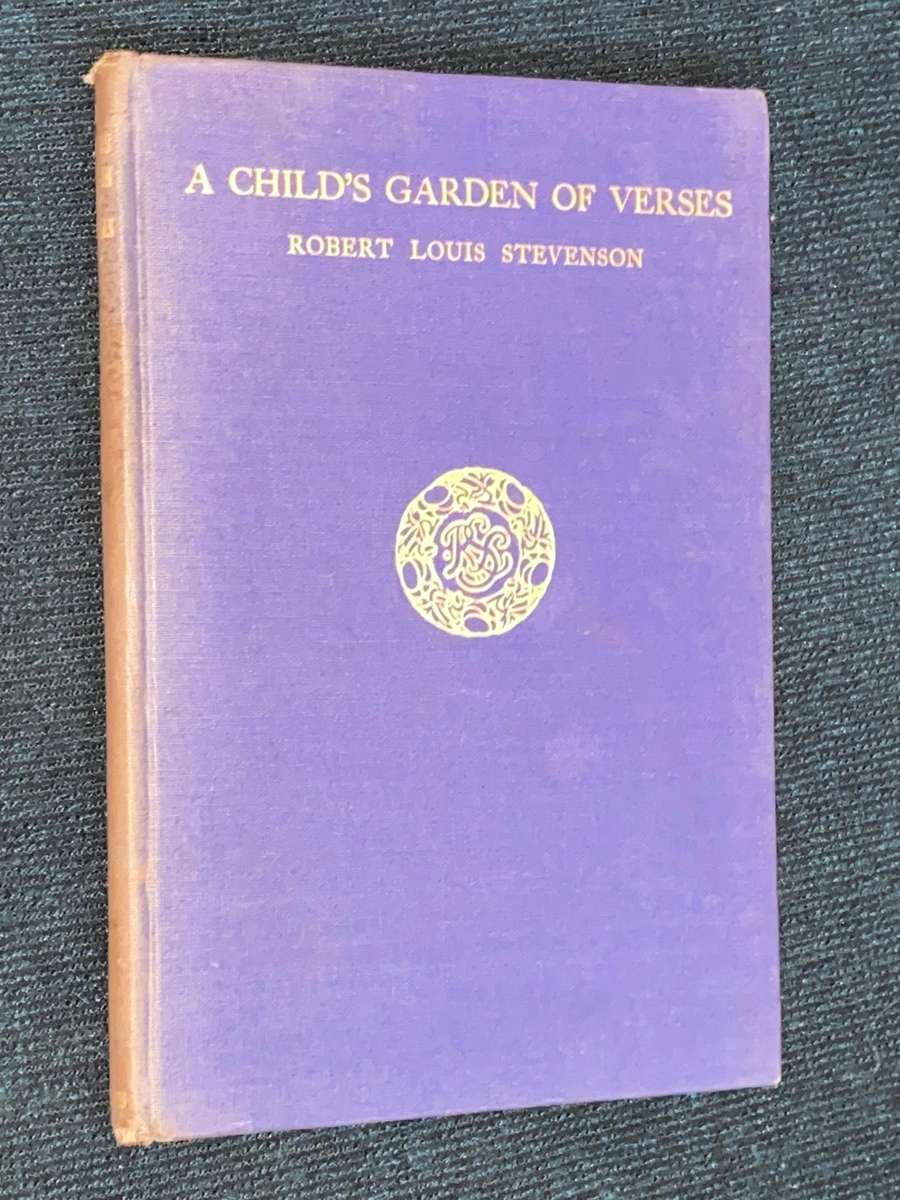 A CHILD'S GARDEN OF VERSES
ROBERT LOUIS STEVENSON